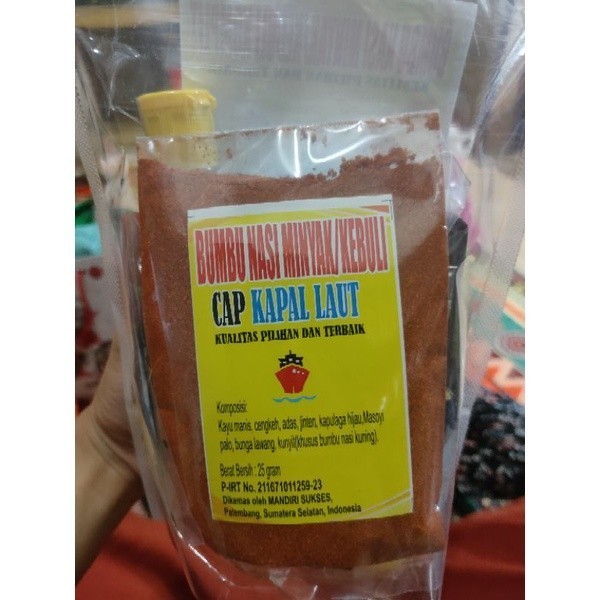 BUMBU NASI MINYAK/KEBULI
CAP KAPAL LAUT
KUALITAS PILIHAN DAN TERBAIK
Komposisi:
Kayu manis, cengkeh, adas, jinten, kapulaga hijau,Masoyi
palo, bunga lawang, kunyit(khusus bumbu nasi kuning).
Berat Bersih : 25 gram
P-IRT No. 211671011259-23
Dikemas oleh MANDIRI SUKSES,
Palembang, Sumatera Selatan, Indonesia